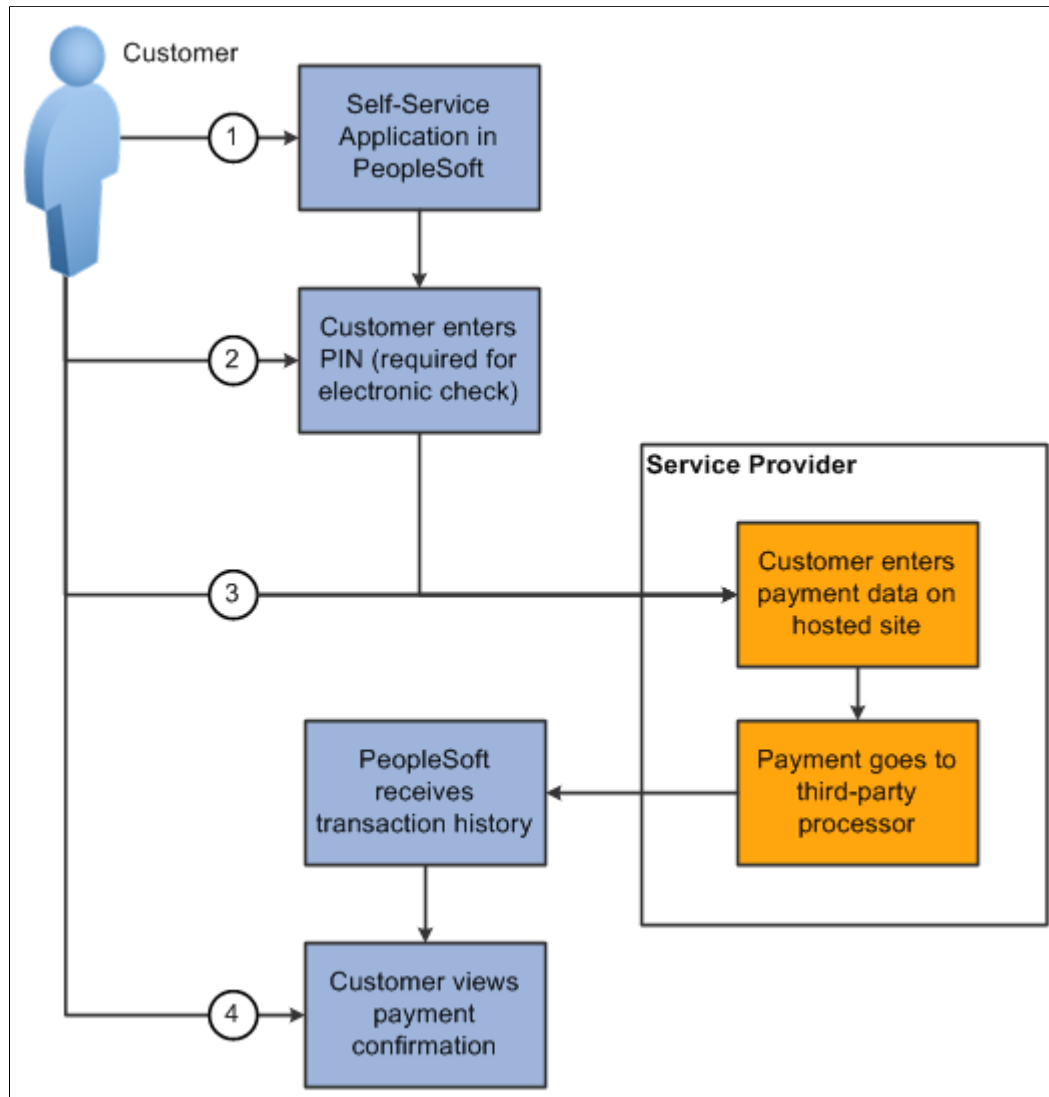 Customer
1
Self-Service
Application in
PeopleSoft
2
Customer enters
PIN (required for
electronic check)
Service Provider
3
Customer enters
payment data on
hosted site
PeopleSoft
receives
transaction history
Payment goes to
third-party
processor
4
Customer views
payment
confirmation